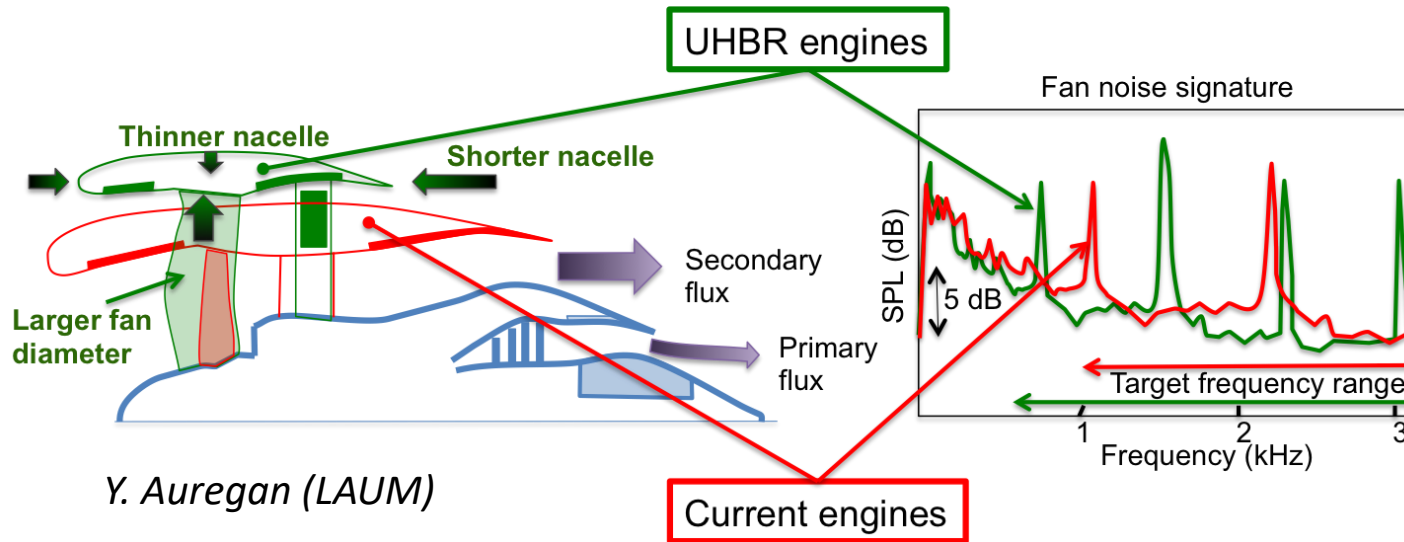 UHBR engines
Fan noise signature
Thinner nacelle
Shorter nacelle
Larger fan
diameter
Secondary
flux
Primary
flux
SPL (dB)
5 dB
Target frequency range
1
2
3
Frequency (kHz)
Y. Auregan (LAUM)
Current engines